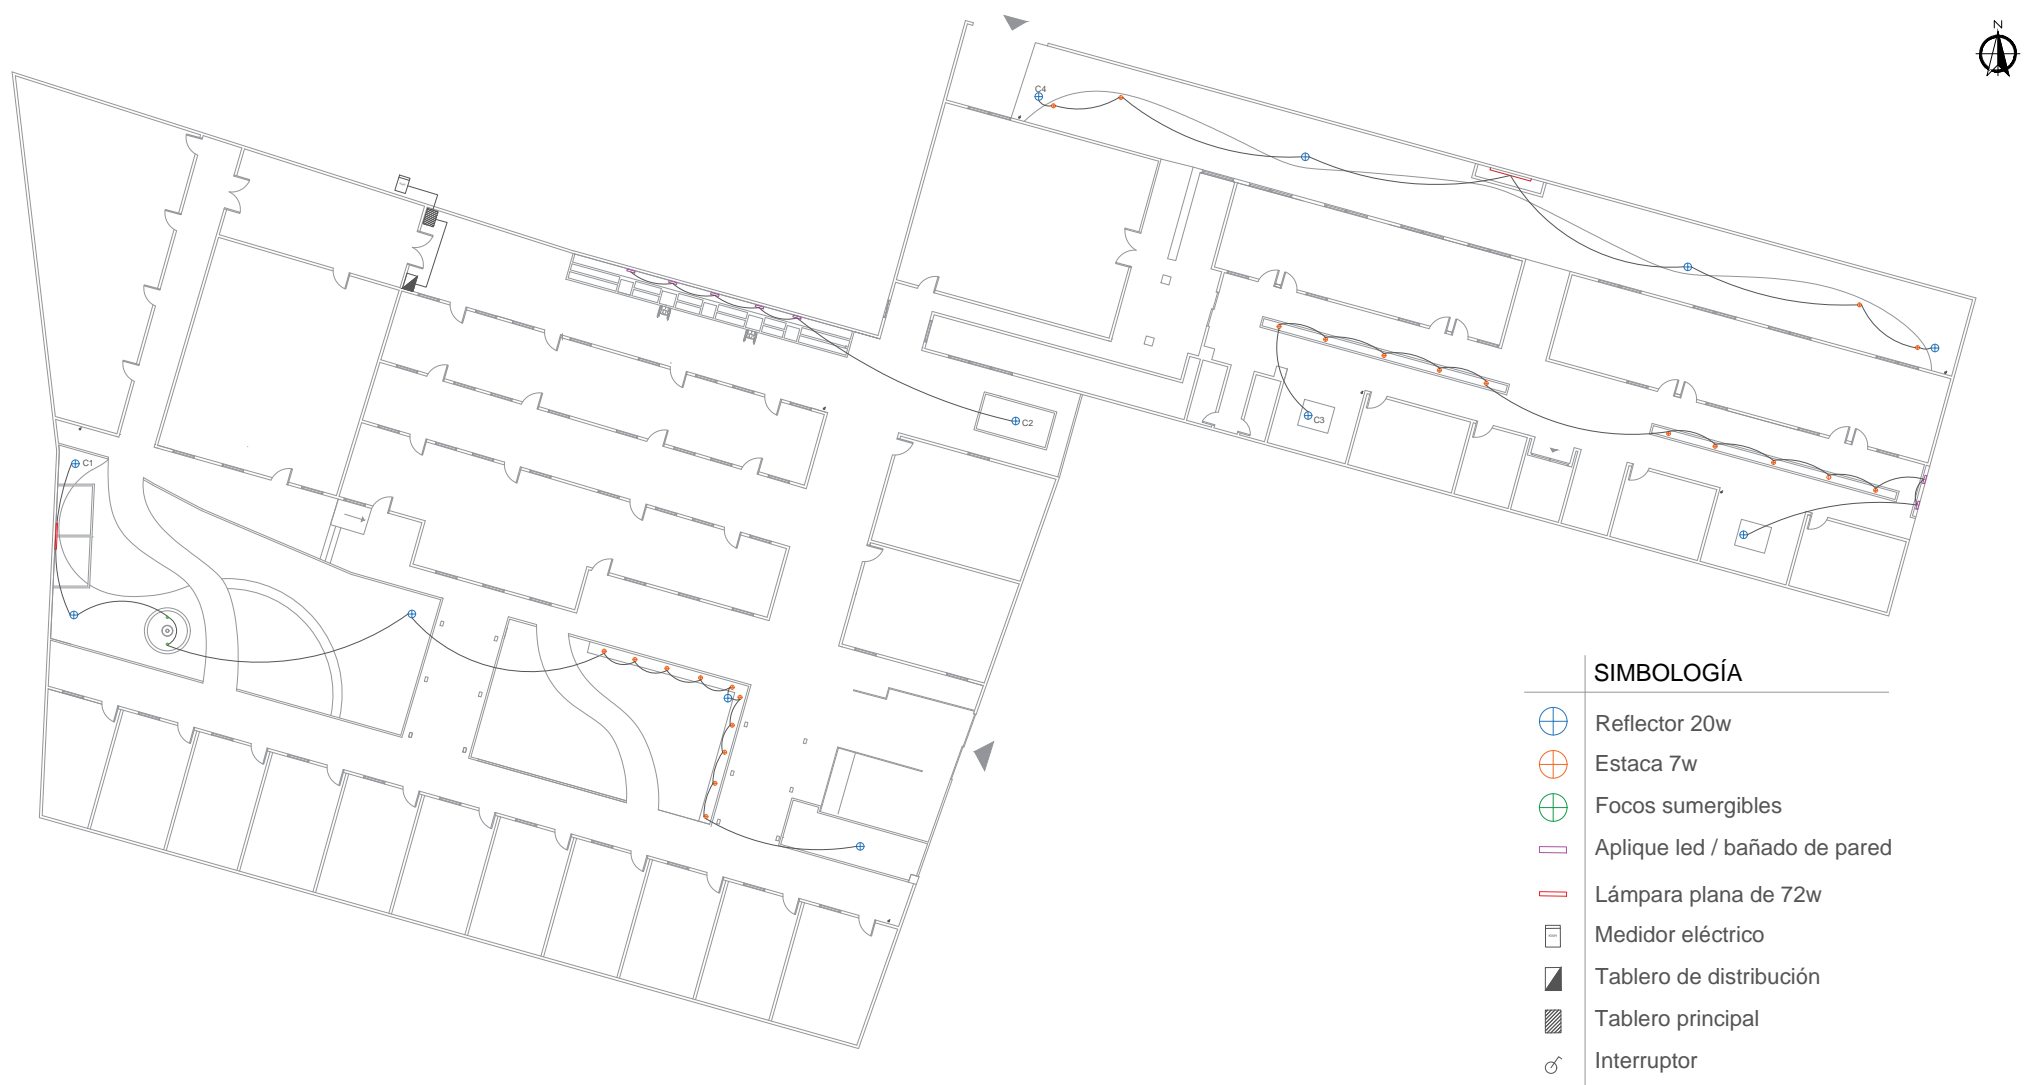 N
C4
C2
C3
C1
SIMBOLOGÍA
Reflector 20w
Estaca 7w
Focos sumergibles
Aplique led / bañado de pared
Lámpara plana de 72w
Medidor eléctrico
Tablero de distribución
Tablero principal
Interruptor